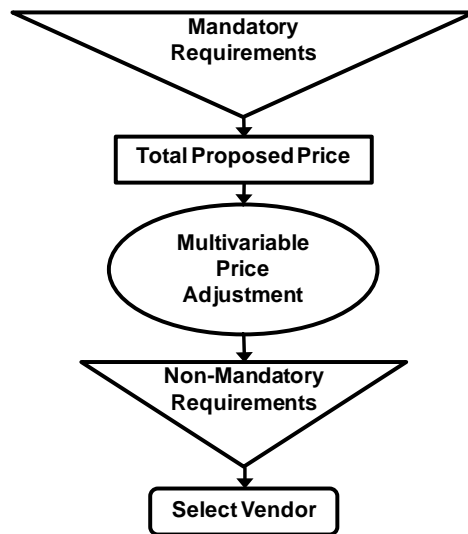 Mandatory
Requirements
Total Proposed Price
Multivariable
Price
Adjustment
Non-Mandatory
Requirements
Select Vendor